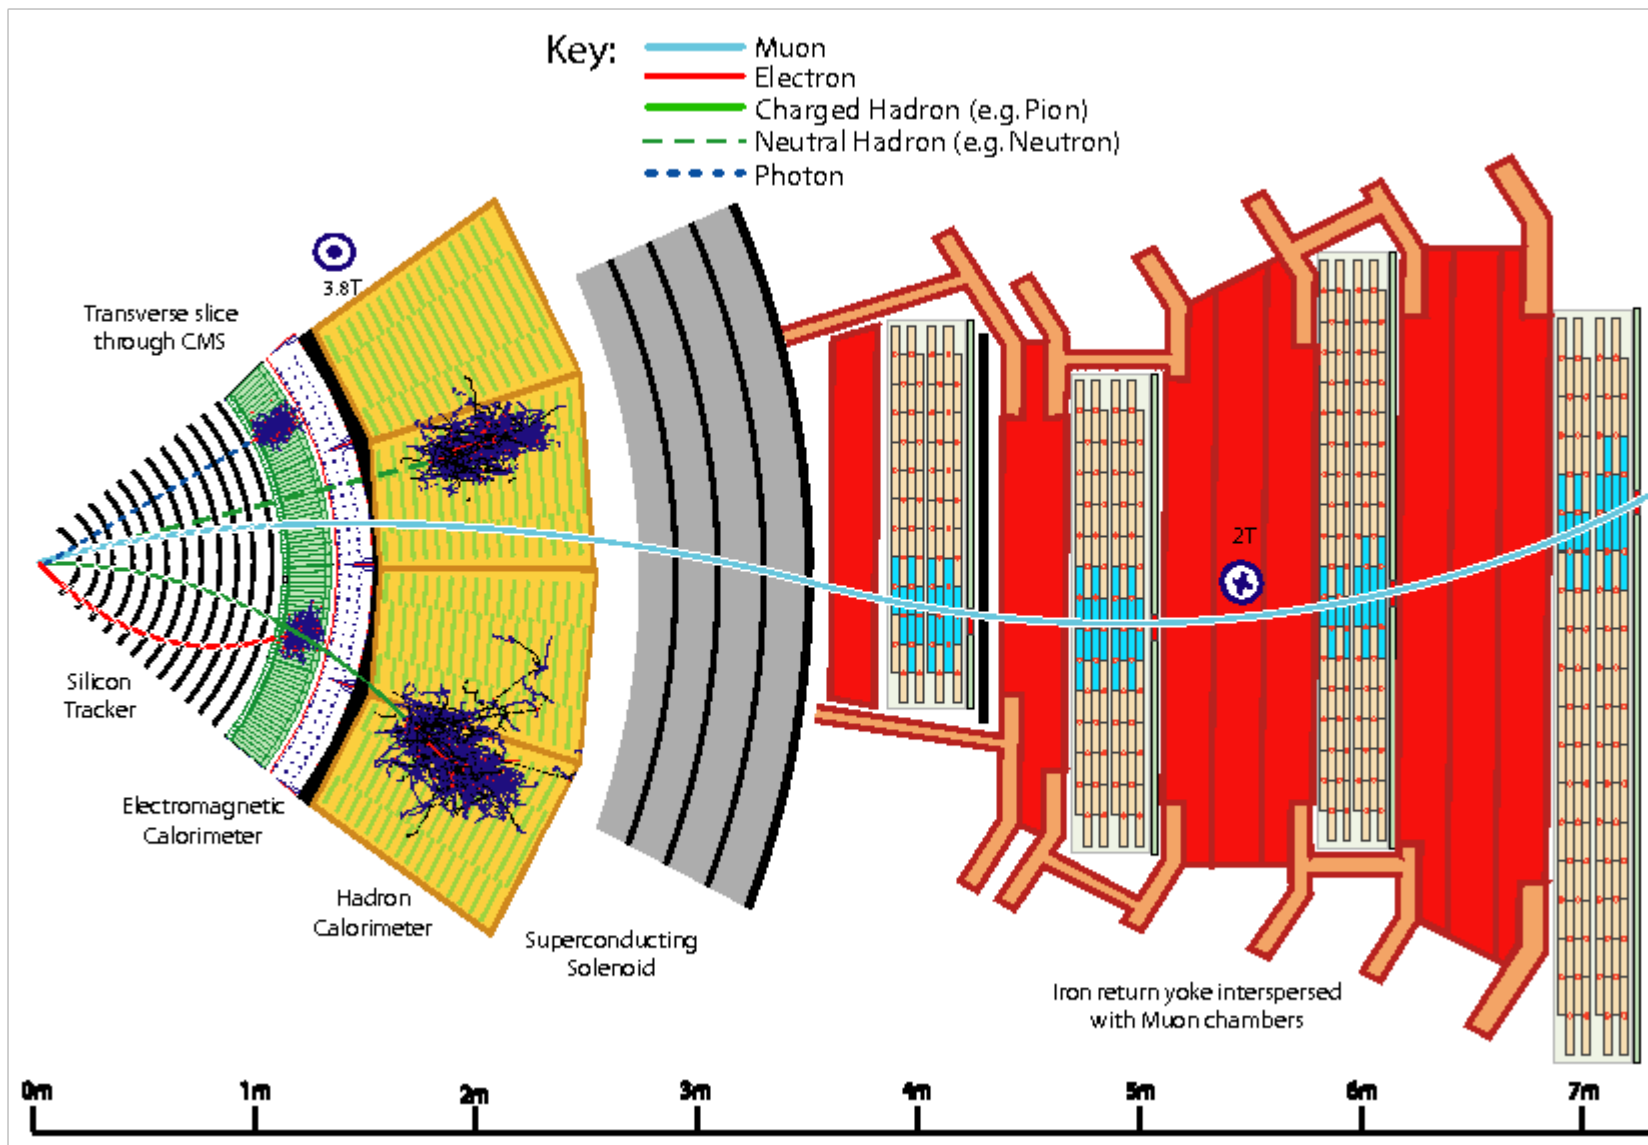 Key:
Muon
Electron
Charged Hadron (e.g. Pion)
Neutral Hadron (e.g. Neutron)
Photon
3.8T
Transverse slice
through CMS
2T
Silicon
Tracker
Electromagnetic
Calorimeter
Hadron
Calorimeter
Superconducting
Solenoid
Iron return yoke interspersed
with Muon chambers
0m 1m 2m 3m 4m 5m 6m 7m